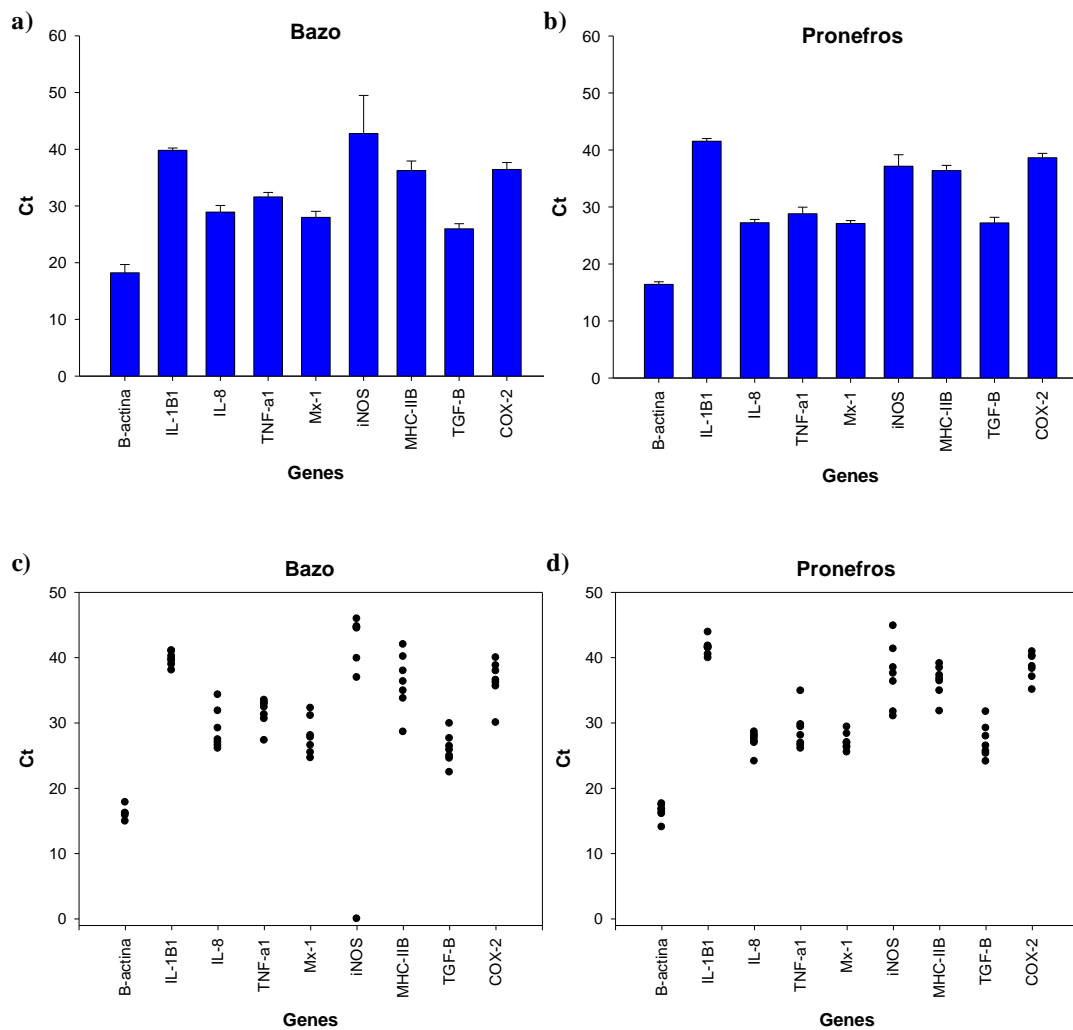 a)
Bazo
60
50
40
30
20
10
0
Ct
B-actina
IL-1B1
IL-8
TNF-a1
Mx-1
iNOS
MHC-IIB
TGF-B
COX-2
Genes
b)
Pronefros
60
50
40
30
20
10
0
Ct
B-actina
IL-1B1
IL-8
TNF-a1
Mx-1
iNOS
MHC-IIB
TGF-B
COX-2
Genes
c)
Bazo
50
40
30
20
10
0
Ct
B-actina
IL-1B1
IL-8
TNF-a1
Mx-1
iNOS
MHC-IIB
TGF-B
COX-2
Genes
d)
Pronefros
50
40
30
20
10
0
Ct
B-actina
IL-1B1
IL-8
TNF-a1
Mx-1
iNOS
MHC-IIB
TGF-B
COX-2
Genes